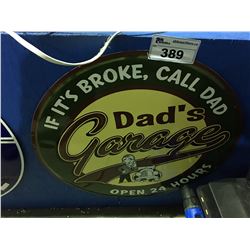 389
IF IT'S BROKE, CALL DAD
Dad's
Garage
OPEN 24 HOURS